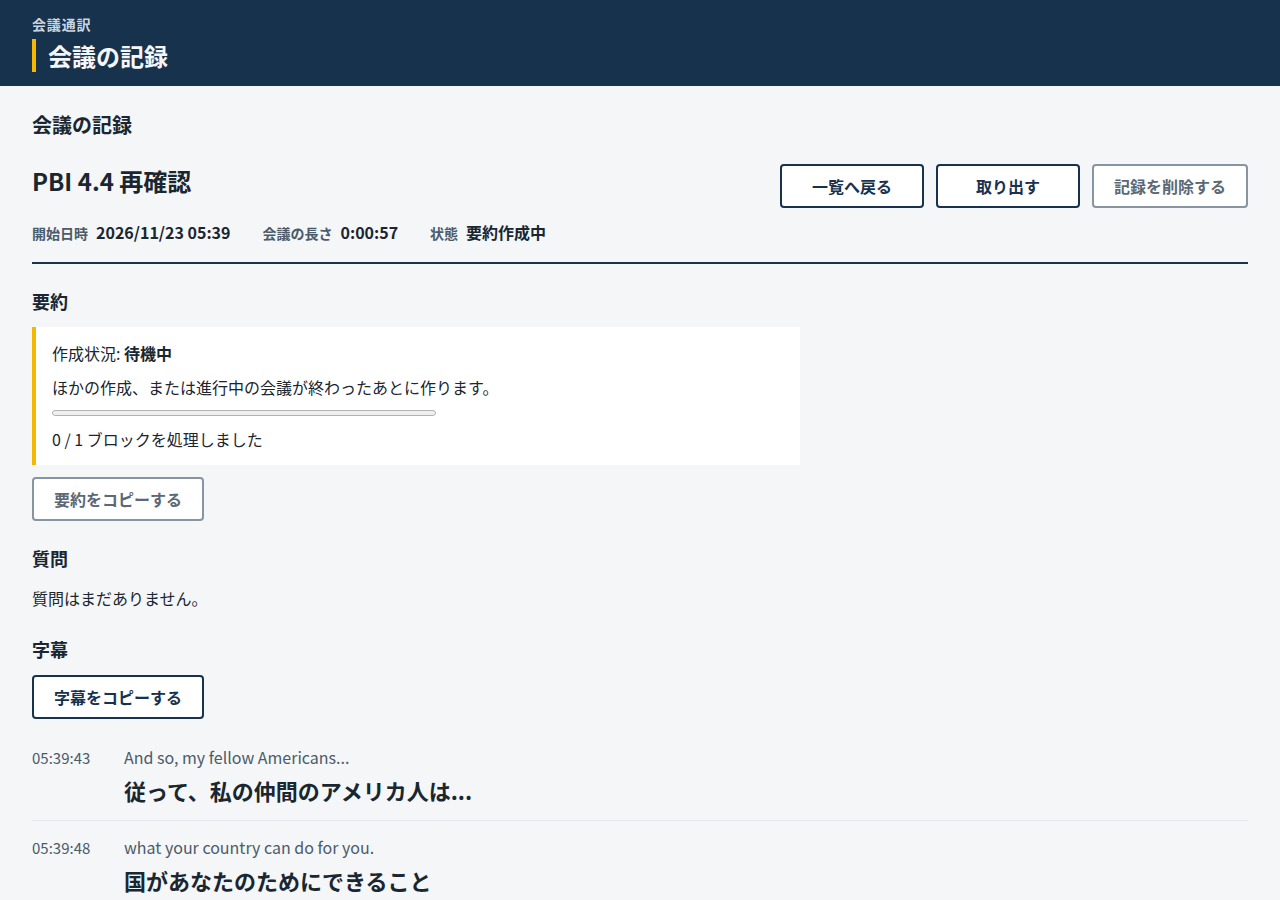 会議通訳
会議の記録
会議の記録
PBI 4.4 再確認
一覧へ戻る
取り出す
記録を削除する
開始日時 2026/11/23 05:39 会議の長さ 0:00:57 状態 要約作成中
要約
作成状況: 待機中
ほかの作成、または進行中の会議が終わったあとに作ります。
0 / 1 ブロックを処理しました
要約をコピーする
質問
質問はまだありません。
字幕
字幕をコピーする
05:39:43 And so, my fellow Americans...
従って、私の仲間のアメリカ人は...
05:39:48 what your country can do for you.
国があなたのためにできること